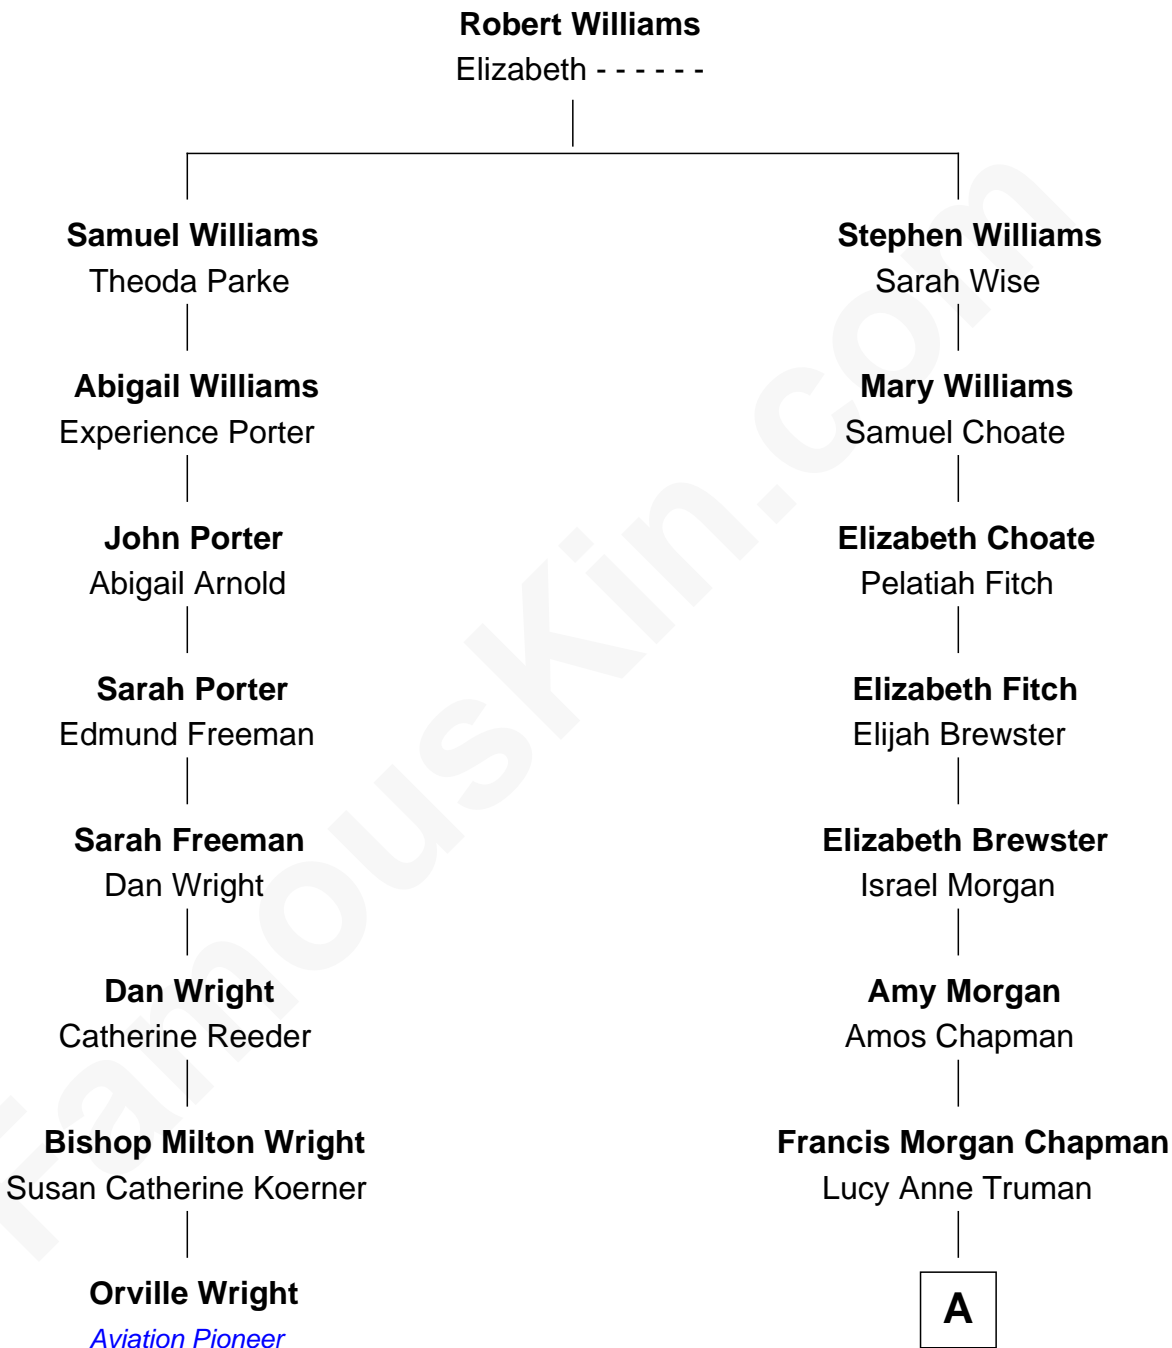 Robert Williams
Elizabeth - - - - - -
Samuel Williams
Theoda Parke
Stephen Williams
Sarah Wise
Abigail Williams
Experience Porter
Mary Williams
Samuel Choate
John Porter
Abigail Arnold
Elizabeth Choate
Pelatiah Fitch
Sarah Porter
Edmund Freeman
Elizabeth Fitch
Elijah Brewster
Sarah Freeman
Dan Wright
Elizabeth Brewster
Israel Morgan
Dan Wright
Catherine Reeder
Amy Morgan
Amos Chapman
Bishop Milton Wright
Susan Catherine Koerner
Francis Morgan Chapman
Lucy Anne Truman
Orville Wright
Aviation Pioneer
A
FamousKin.com